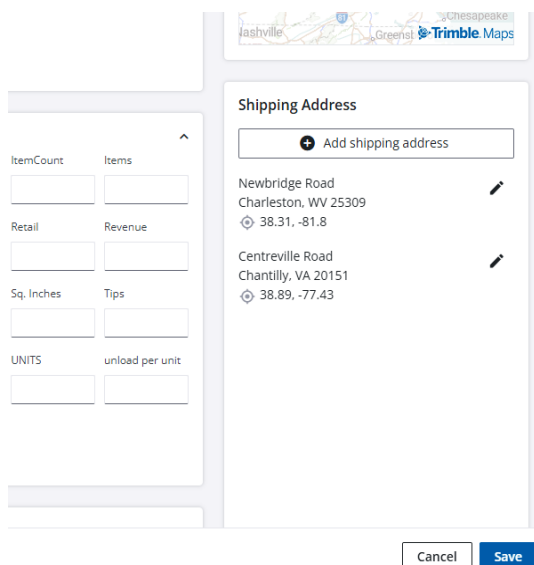 61
Chesapeake
Nashville
Greensb
Trimble Maps
Shipping Address
Add shipping address
ItemCount
Items
Newbridge Road
Charleston, WV 25309
38.31, -81.8
Retail
Revenue
Centreville Road
Chantilly, VA 20151
38.89, -77.43
Sq. Inches
Tips
UNITS
unload per unit
Cancel
Save